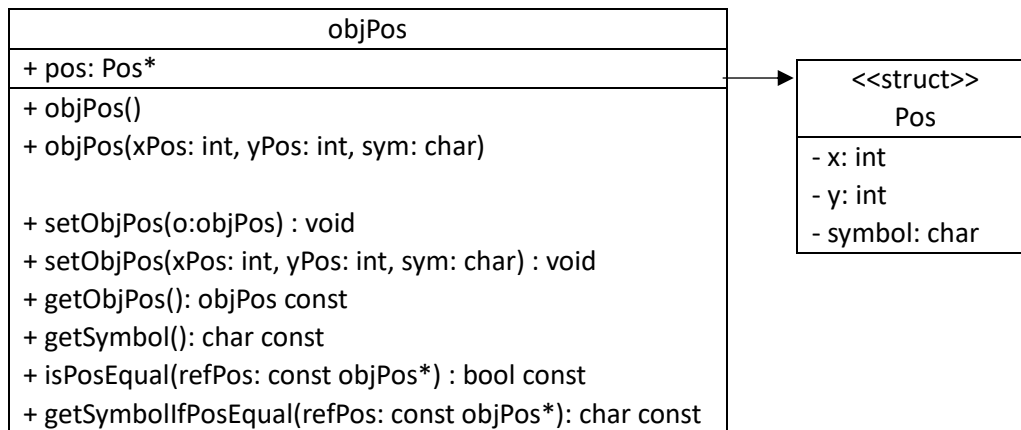 objPos
+ pos: Pos*
+ objPos()
+ objPos(xPos: int, yPos: int, sym: char)
+ setObjPos(o:objPos) : void
+ setObjPos(xPos: int, yPos: int, sym: char) : void
+ getObjPos(): objPos const
+ getSymbol(): char const
+ isPosEqual(refPos: const objPos*) : bool const
+ getSymbolIfPosEqual(refPos: const objPos*): char const
<<struct>>
Pos
- x: int
- y: int
- symbol: char